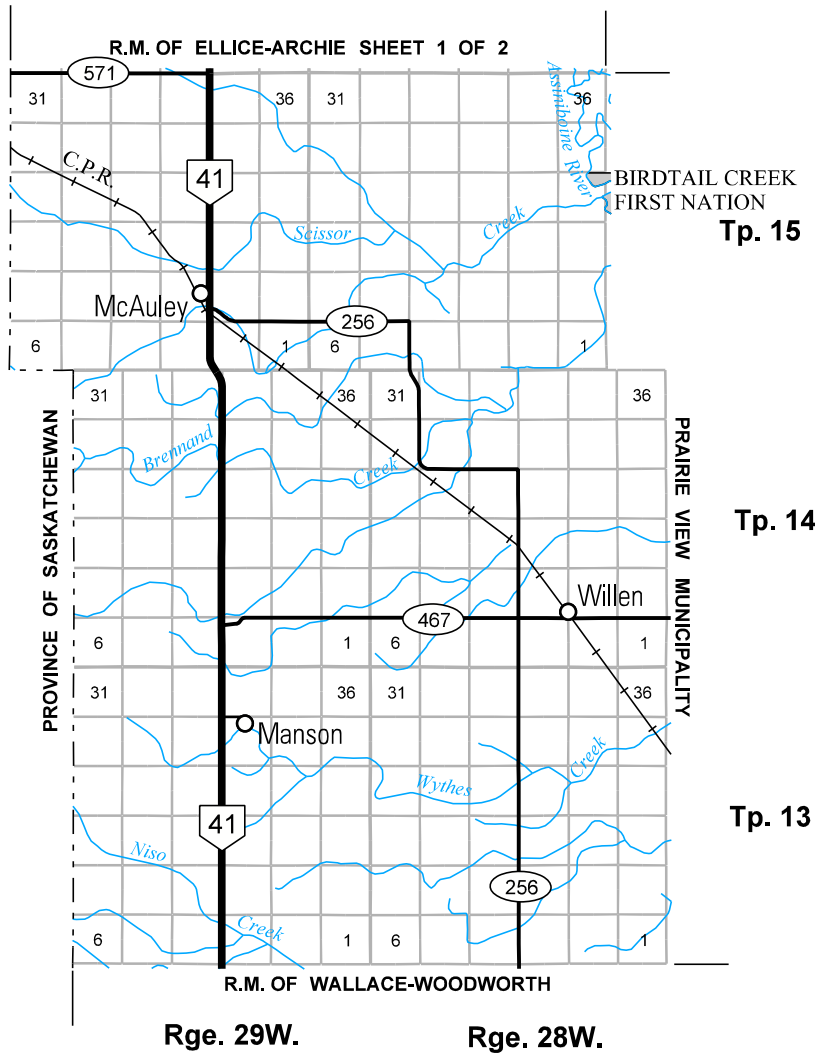 R.M. OF ELLICE-ARCHIE SHEET 1 OF 2
571
31
36
31
36
Assiniboine River
C.P.R.
41
BIRDTAIL CREEK
FIRST NATION
Tp. 15
Scissor
Creek
McAuley
256
6
1
6
1
31
36
31
36
Brennand
Creek
PROVINCE OF SASKATCHEWAN
PRAIRIE VIEW MUNICIPALITY
Tp. 14
Willen
467
6
1
6
1
31
36
31
36
Manson
Wythes
Creek
41
Tp. 13
Niso
Creek
256
6
1
6
1
R.M. OF WALLACE-WOODWORTH
Rge. 29W.
Rge. 28W.